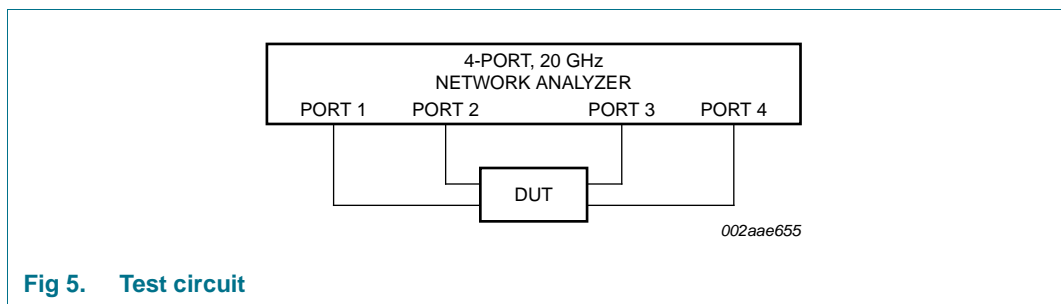 4-PORT, 20 GHz
NETWORK ANALYZER
PORT 1 PORT 2 PORT 3 PORT 4
DUT
002aae655
Fig 5. Test circuit